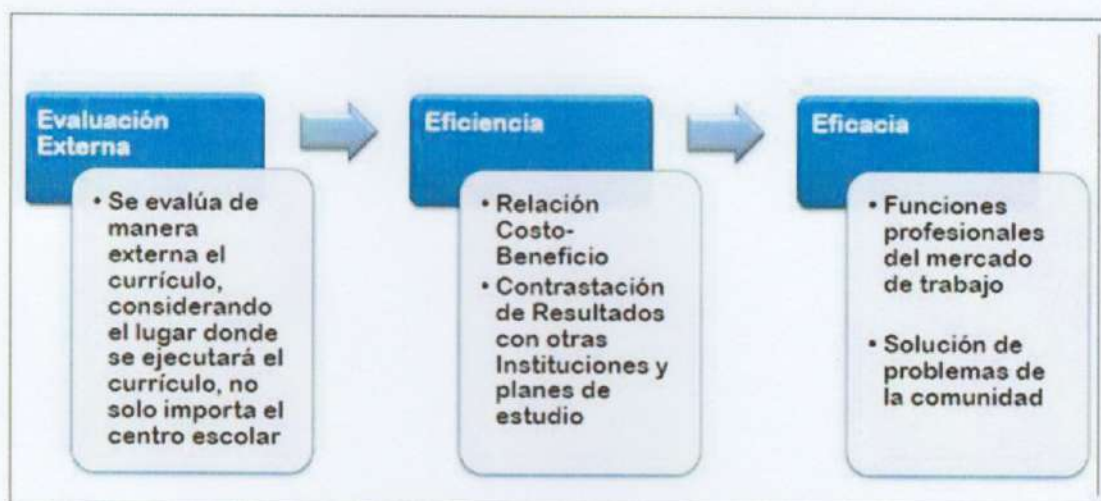 Evaluación
Externa
• Se evalúa de
manera
externa el
currículo,
considerando
el lugar donde
se ejecutará el
currículo, no
solo importa el
centro escolar
Eficiencia
• Relación
Costo-
Beneficio
• Contrastación
de Resultados
con otras
Instituciones y
planes de
estudio
Eficacia
• Funciones
profesionales
del mercado
de trabajo
• Solución de
problemas de
la comunidad